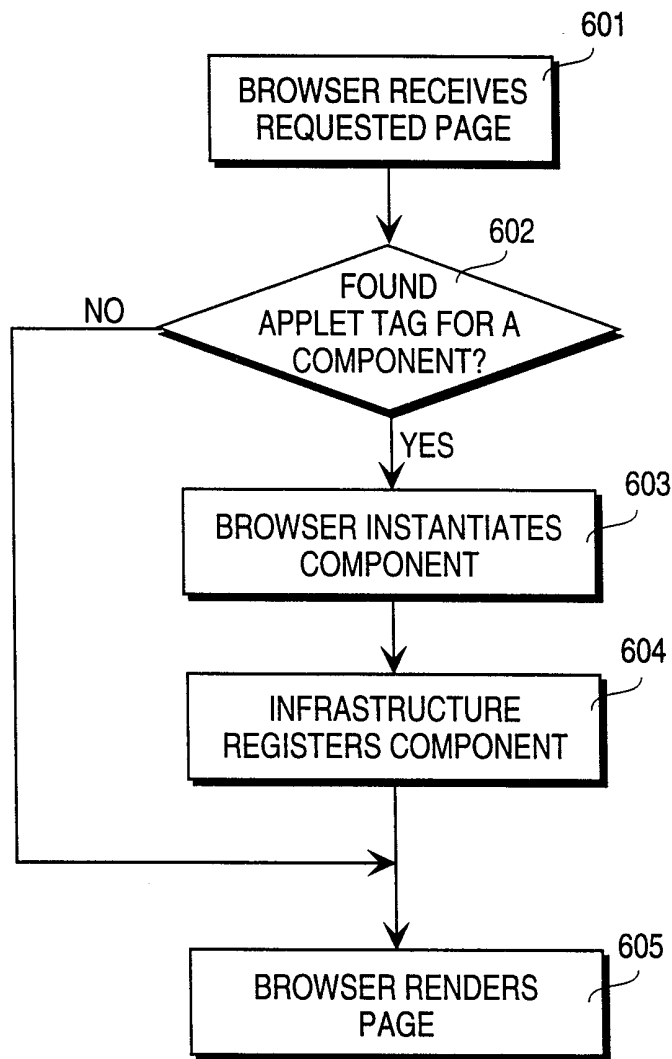 601
BROWSER RECEIVES
REQUESTED PAGE
602
FOUND
APPLET TAG FOR A
COMPONENT?
NO
YES
603
BROWSER INSTANTIATES
COMPONENT
604
INFRASTRUCTURE
REGISTERS COMPONENT
605
BROWSER RENDERS
PAGE